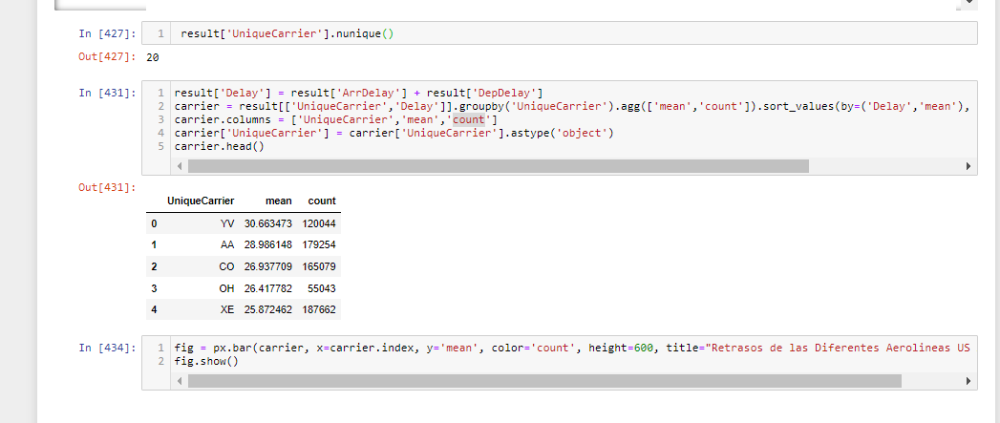 In [427]: 1 result['UniqueCarrier'].nunique()
Out[427]: 20
In [431]: 1 result['Delay'] = result['ArrDelay'] + result['DepDelay']
2 carrier = result[['UniqueCarrier','Delay']].groupby('UniqueCarrier').agg(['mean','count']).sort_values(by=('Delay','mean'),
3 carrier.columns = ['UniqueCarrier','mean','count']
4 carrier['UniqueCarrier'] = carrier['UniqueCarrier'].astype('object')
5 carrier.head()
Out[431]:
UniqueCarrier mean count
0 YV 30.663473 120044
1 AA 28.986148 179254
2 CO 26.937709 165079
3 OH 26.417782 55043
4 XE 25.872462 187662
In [434]: 1 fig = px.bar(carrier, x=carrier.index, y='mean', color='count', height=600, title="Retrasos de las Diferentes Aerolineas US
2 fig.show()